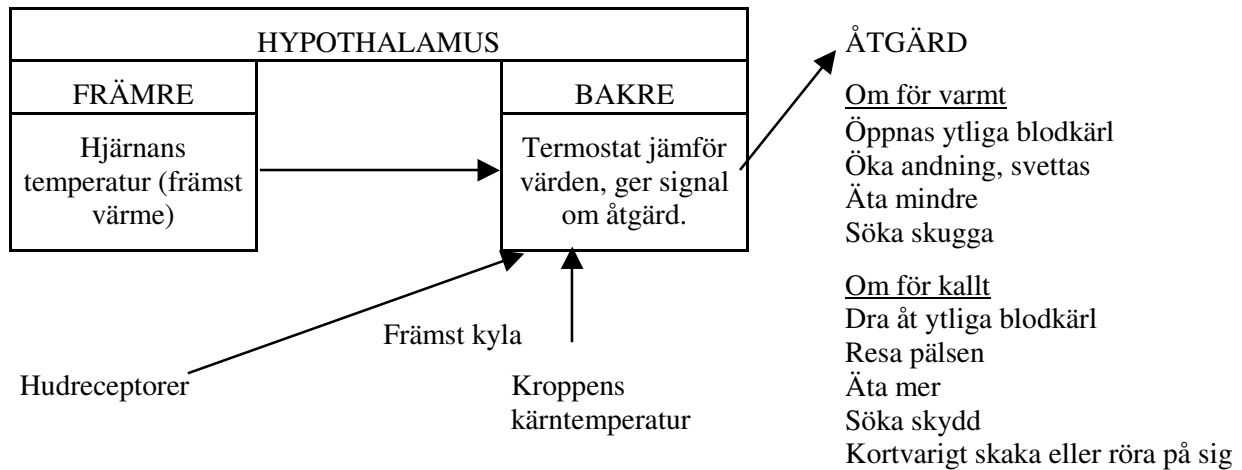 HYPOTHALAMUS
FRÄMRE
Hjärnans
temperatur (främst
värme)
BAKRE
Termostat jämför
värden, ger signal
om åtgärd.
Främst kyla
Hudreceptorer
Kroppens
kärntemperatur
ÅTGÄRD
Om för varmt
Öppnas ytliga blodkärl
Öka andning, svettas
Äta mindre
Söka skugga
Om för kallt
Dra åt ytliga blodkärl
Resa pälsen
Äta mer
Söka skydd
Kortvarigt skaka eller röra på sig